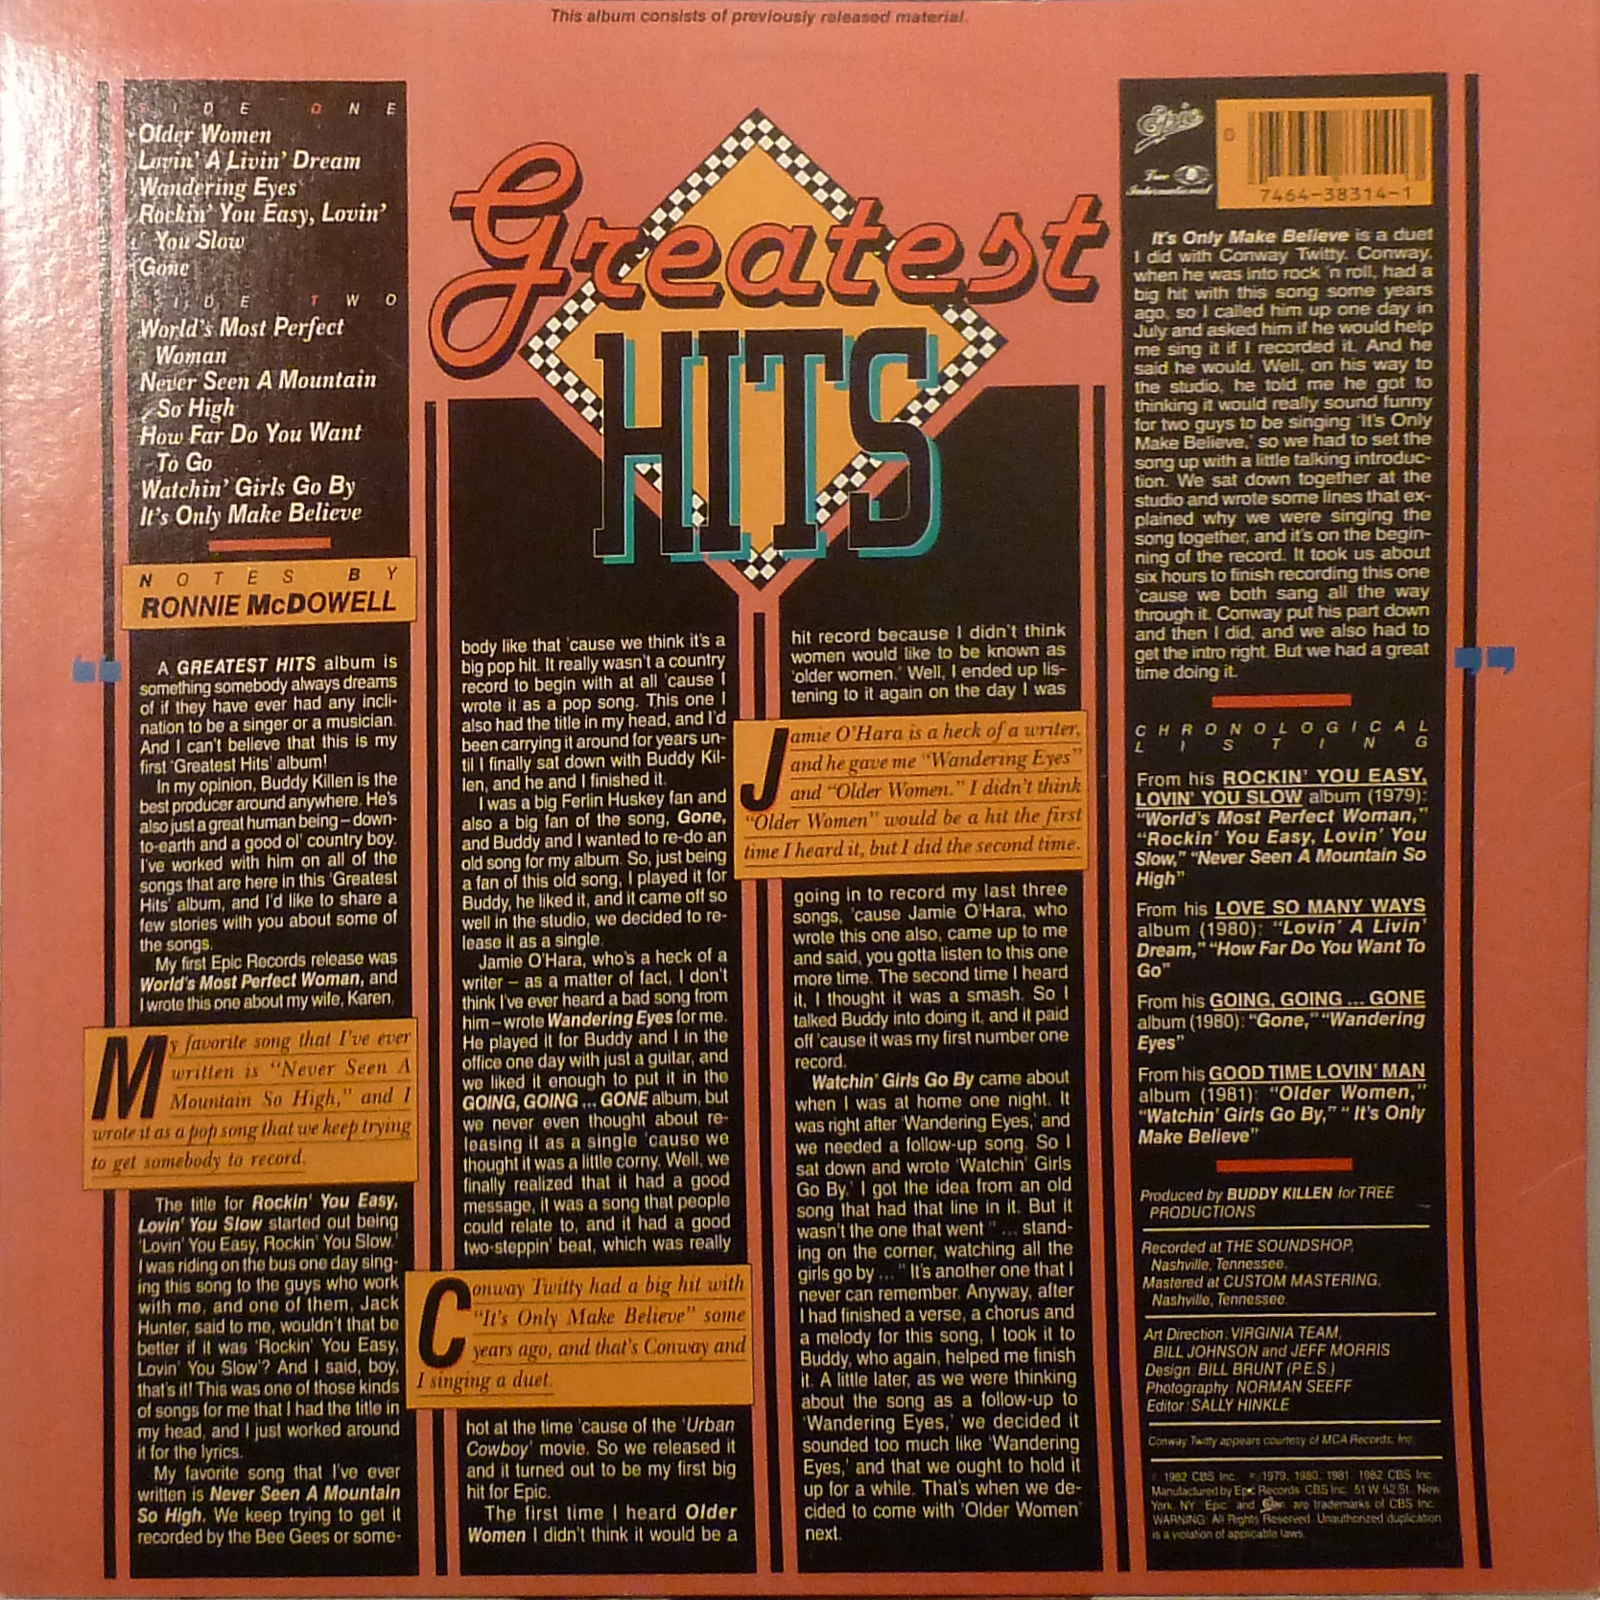 This album consists of previously released material.
SIDE ONE
Older Women
Lovin' A Livin' Dream
Wandering Eyes
Rockin' You Easy, Lovin'
You Slow
Gone
SIDE TWO
World's Most Perfect
Woman
Never Seen A Mountain
So High
How Far Do You Want
To Go
Watchin' Girls Go By
It's Only Make Believe
NOTES BY
RONNIE McDOWELL
A GREATEST HITS album is
something somebody always dreams
of if they have ever had any incli-
nation to be a singer or a musician.
And I can't believe that this is my
first 'Greatest Hits' album!
In my opinion, Buddy Killen is the
best producer around anywhere. He's
also just a great human being – down-
to-earth and a good ol' country boy.
I've worked with him on all of the
songs that are here in this 'Greatest
Hits' album, and I'd like to share a
few stories with you about some of
the songs.
My first Epic Records release was
World's Most Perfect Woman, and
I wrote this one about my wife, Karen.
My favorite song that I've ever
written is "Never Seen A
Mountain So High," and I
wrote it as a pop song that we keep trying
to get somebody to record.
The title for Rockin' You Easy,
Lovin' You Slow started out being
'Lovin' You Easy, Rockin' You Slow.'
I was riding on the bus one day sing-
ing this song to the guys who work
with me, and one of them, Jack
Hunter, said to me, wouldn't that be
better if it was 'Rockin' You Easy,
Lovin' You Slow'? And I said, boy,
that's it! This was one of those kinds
of songs for me that I had the title in
my head, and I just worked around
it for the lyrics.
My favorite song that I've ever
written is Never Seen A Mountain
So High. We keep trying to get it
recorded by the Bee Gees or some-
Greatest
HITS
body like that 'cause we think it's a
big pop hit. It really wasn't a country
record to begin with at all 'cause I
wrote it as a pop song. This one I
also had the title in my head, and I'd
been carrying it around for years un-
til I finally sat down with Buddy Kil-
len, and he and I finished it.
I was a big Ferlin Huskey fan and
also a big fan of the song, Gone,
and Buddy and I wanted to re-do an
old song for my album. So, just being
a fan of this old song, I played it for
Buddy, he liked it, and it came off so
well in the studio, we decided to re-
lease it as a single.
Jamie O'Hara, who's a heck of a
writer – as a matter of fact, I don't
think I've ever heard a bad song from
him – wrote Wandering Eyes for me.
He played it for Buddy and I in the
office one day with just a guitar, and
we liked it enough to put it in the
GOING, GOING ... GONE album, but
we never even thought about re-
leasing it as a single 'cause we
thought it was a little corny. Well, we
finally realized that it had a good
message, it was a song that people
could relate to, and it had a good
two-steppin' beat, which was really
Conway Twitty had a big hit with
"It's Only Make Believe" some
years ago, and that's Conway and
I singing a duet.
hot at the time 'cause of the 'Urban
Cowboy' movie. So we released it
and it turned out to be my first big
hit for Epic.
The first time I heard Older
Women I didn't think it would be a
hit record because I didn't think
women would like to be known as
'older women.' Well, I ended up lis-
tening to it again on the day I was
Jamie O'Hara is a heck of a writer,
and he gave me "Wandering Eyes"
and "Older Women." I didn't think
"Older Women" would be a hit the first
time I heard it, but I did the second time.
going in to record my last three
songs, 'cause Jamie O'Hara, who
wrote this one also, came up to me
and said, you gotta listen to this one
more time. The second time I heard
it, I thought it was a smash. So I
talked Buddy into doing it, and it paid
off 'cause it was my first number one
record.
Watchin' Girls Go By came about
when I was at home one night. It
was right after 'Wandering Eyes,' and
we needed a follow-up song. So I
sat down and wrote 'Watchin' Girls
Go By.' I got the idea from an old
song that had that line in it. But it
wasn't the one that went " ... stand-
ing on the corner, watching all the
girls go by ... " It's another one that I
never can remember. Anyway, after
I had finished a verse, a chorus and
a melody for this song, I took it to
Buddy, who again, helped me finish
it. A little later, as we were thinking
about the song as a follow-up to
'Wandering Eyes,' we decided it
sounded too much like 'Wandering
Eyes,' and that we ought to hold it
up for a while. That's when we de-
cided to come with 'Older Women'
next.
Epic
Tree
International
0
7464-38314-1
It's Only Make Believe is a duet
I did with Conway Twitty. Conway,
when he was into rock 'n roll, had a
big hit with this song some years
ago, so I called him up one day in
July and asked him if he would help
me sing it if I recorded it. And he
said he would. Well, on his way to
the studio, he told me he got to
thinking it would really sound funny
for two guys to be singing 'It's Only
Make Believe,' so we had to set the
song up with a little talking introduc-
tion. We sat down together at the
studio and wrote some lines that ex-
plained why we were singing the
song together, and it's on the begin-
ning of the record. It took us about
six hours to finish recording this one
'cause we both sang all the way
through it. Conway put his part down
and then I did, and we also had to
get the intro right. But we had a great
time doing it.
CHRONOLOGICAL
LISTING
From his ROCKIN' YOU EASY,
LOVIN' YOU SLOW album (1979):
"World's Most Perfect Woman,"
"Rockin' You Easy, Lovin' You
Slow," "Never Seen A Mountain So
High"
From his LOVE SO MANY WAYS
album (1980): "Lovin' A Livin'
Dream," "How Far Do You Want To
Go"
From his GOING, GOING ... GONE
album (1980): "Gone," "Wandering
Eyes"
From his GOOD TIME LOVIN' MAN
album (1981): "Older Women,"
"Watchin' Girls Go By," "It's Only
Make Believe"
Produced by BUDDY KILLEN for TREE
PRODUCTIONS
Recorded at THE SOUNDSHOP,
Nashville, Tennessee.
Mastered at CUSTOM MASTERING,
Nashville, Tennessee.
Art Direction: VIRGINIA TEAM,
BILL JOHNSON and JEFF MORRIS
Design: BILL BRUNT (P.E.S.)
Photography: NORMAN SEEFF
Editor: SALLY HINKLE
Conway Twitty appears courtesy of MCA Records, Inc.
© 1982 CBS Inc. ℗ 1979, 1980, 1981, 1982 CBS Inc.
Manufactured by Epic Records CBS Inc. 51 W. 52 St. New
York, NY "Epic" and Epic are trademarks of CBS Inc.
WARNING: All Rights Reserved. Unauthorized duplication
is a violation of applicable laws.